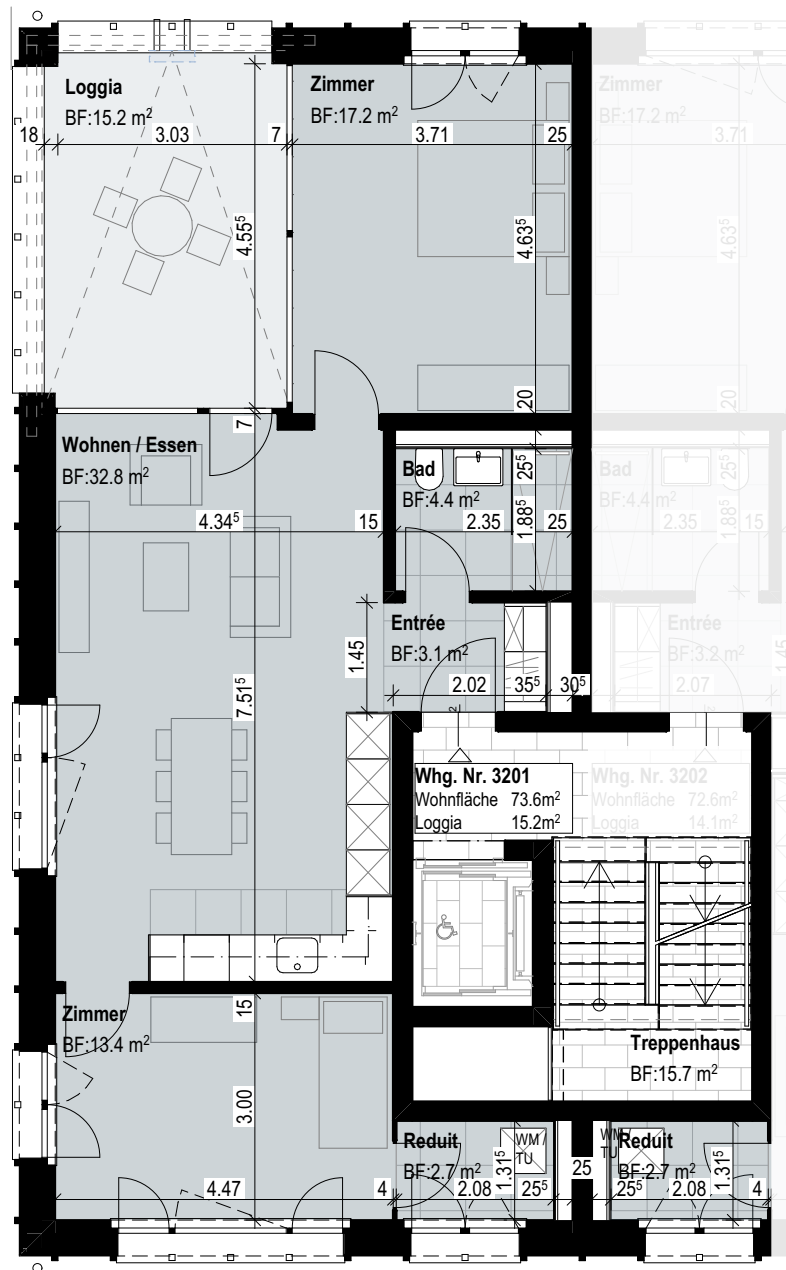 Loggia
BF:15.2 m²
Zimmer
BF:17.2 m²
Zimmer
BF:17.2 m²
18
3.03
7
3.71
25
3.71
4.55⁵
4.63⁵
4.63⁵
20
20
7
Wohnen / Essen
BF:32.8 m²
Bad
BF:4.4 m²
25⁵
Bad
BF:4.4 m²
25⁵
4.34⁵
15
2.35
1.88⁵
25
2.35
1.88⁵
15
Entrée
BF:3.1 m²
Entrée
BF:3.2 m²
1.45
1.45
2.02
35⁵
30⁵
2.07
7.51⁵
Whg. Nr. 3201
Wohnfläche 73.6m²
Loggia 15.2m²
Whg. Nr. 3202
Wohnfläche 72.6m²
Loggia 14.1m²
Zimmer
BF:13.4 m²
15
3.00
Treppenhaus
BF:15.7 m²
Reduit
BF:2.7 m²
WM /
TU
1.31⁵
WM /
TU
Reduit
BF:2.7 m²
1.31⁵
25
4.47
4
2.08
25⁵
25⁵
2.08
4